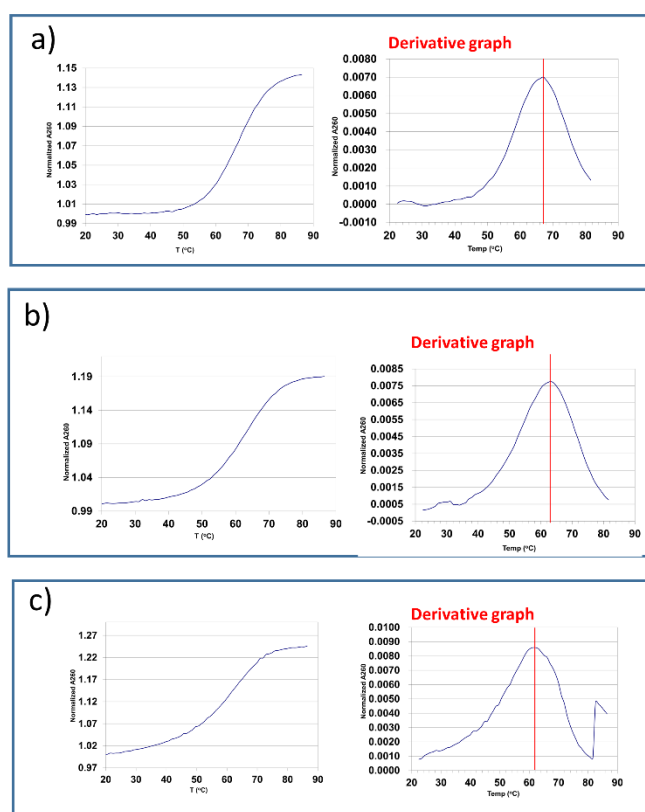 a)
Normalized A260
1.15
1.13
1.11
1.09
1.07
1.05
1.03
1.01
0.99
20 30 40 50 60 70 80 90
T (ºC)
Derivative graph
Normalized A260
0.0080
0.0070
0.0060
0.0050
0.0040
0.0030
0.0020
0.0010
0.0000
-0.0010
20 30 40 50 60 70 80 90
Temp (ºC)
b)
Normalized A260
1.19
1.14
1.09
1.04
0.99
20 30 40 50 60 70 80 90
T (ºC)
Derivative graph
Normalized A260
0.0085
0.0075
0.0065
0.0055
0.0045
0.0035
0.0025
0.0015
0.0005
-0.0005
20 30 40 50 60 70 80 90
Temp (ºC)
c)
Normalized A260
1.27
1.22
1.17
1.12
1.07
1.02
0.97
20 30 40 50 60 70 80 90
T (ºC)
Derivative graph
Normalized A260
0.0100
0.0090
0.0080
0.0070
0.0060
0.0050
0.0040
0.0030
0.0020
0.0010
0.0000
20 30 40 50 60 70 80 90
Temp (ºC)